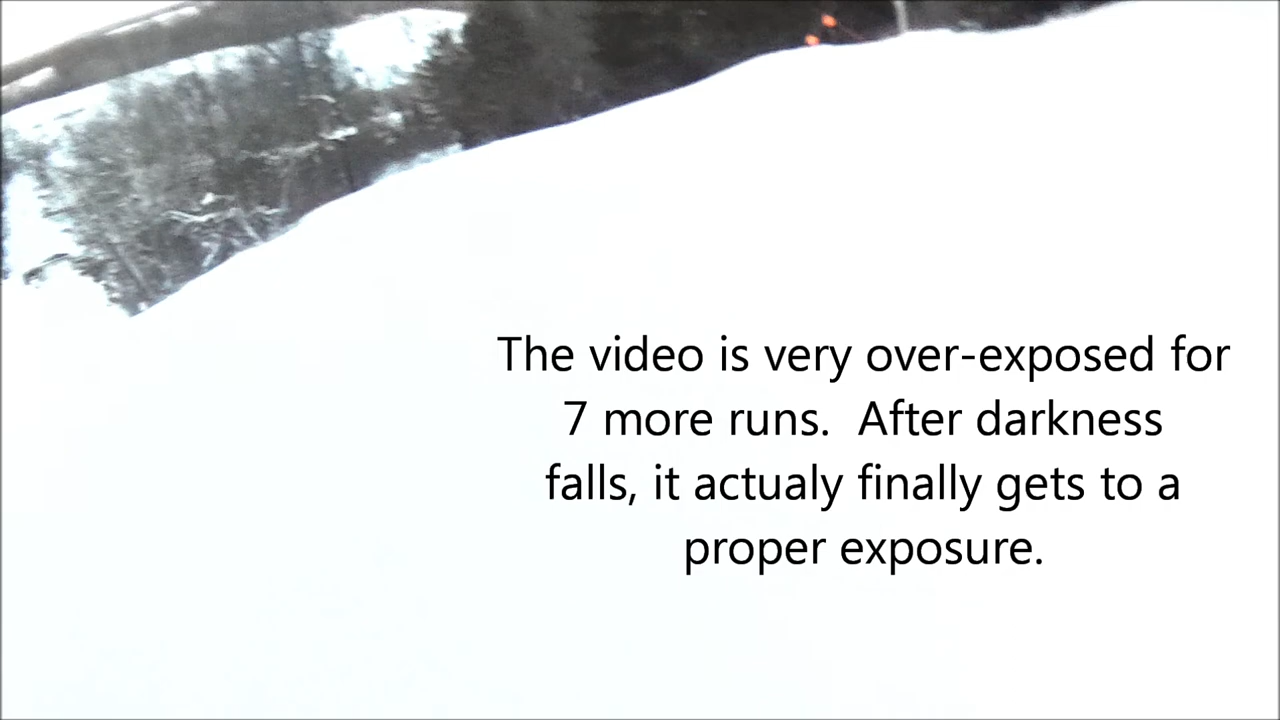 The video is very over-exposed for
7 more runs.  After darkness
falls, it actualy finally gets to a
proper exposure.